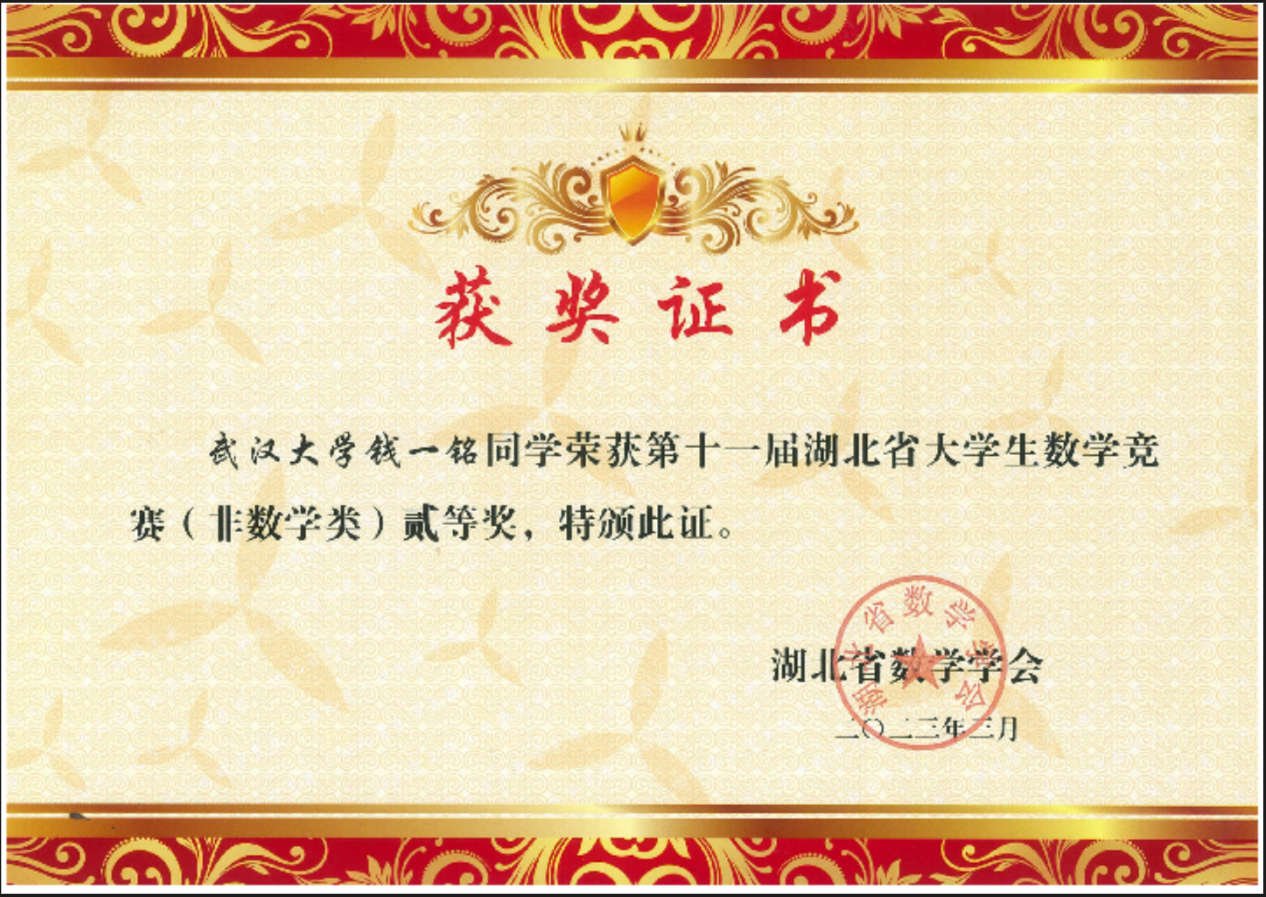 获奖证书
武汉大学钱一铭同学荣获第十一届湖北省大学生数学竞
赛（非数学类）贰等奖，特颁此证。
湖北省数学学会
湖北省数学学会
二〇二三年三月